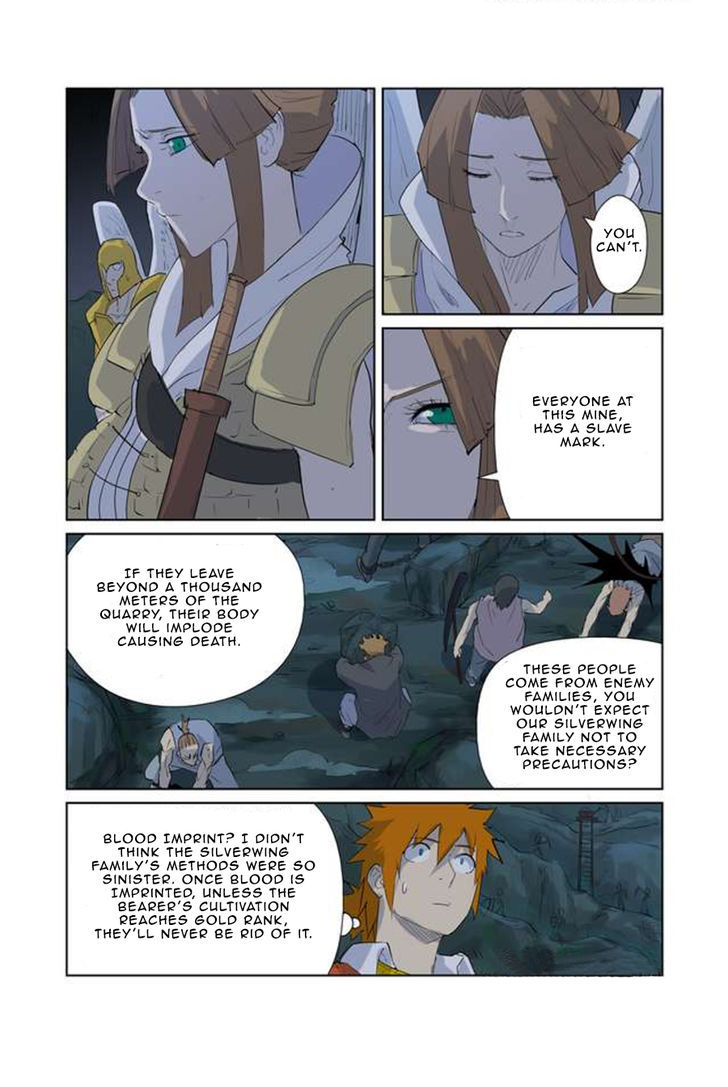 YOU
CAN'T.
EVERYONE AT
THIS MINE,
HAS A SLAVE
MARK.
IF THEY LEAVE
BEYOND A THOUSAND
METERS OF THE
QUARRY, THEIR BODY
WILL IMPLODE
CAUSING DEATH.
THESE PEOPLE
COME FROM ENEMY
FAMILIES, YOU
WOULDN'T EXPECT
OUR SILVERWING
FAMILY NOT TO
TAKE NECESSARY
PRECAUTIONS?
BLOOD IMPRINT? I DIDN'T
THINK THE SILVERWING
FAMILY'S METHODS WERE SO
SINISTER. ONCE BLOOD IS
IMPRINTED, UNLESS THE
BEARER'S CULTIVATION
REACHES GOLD RANK,
THEY'LL NEVER BE RID OF IT.